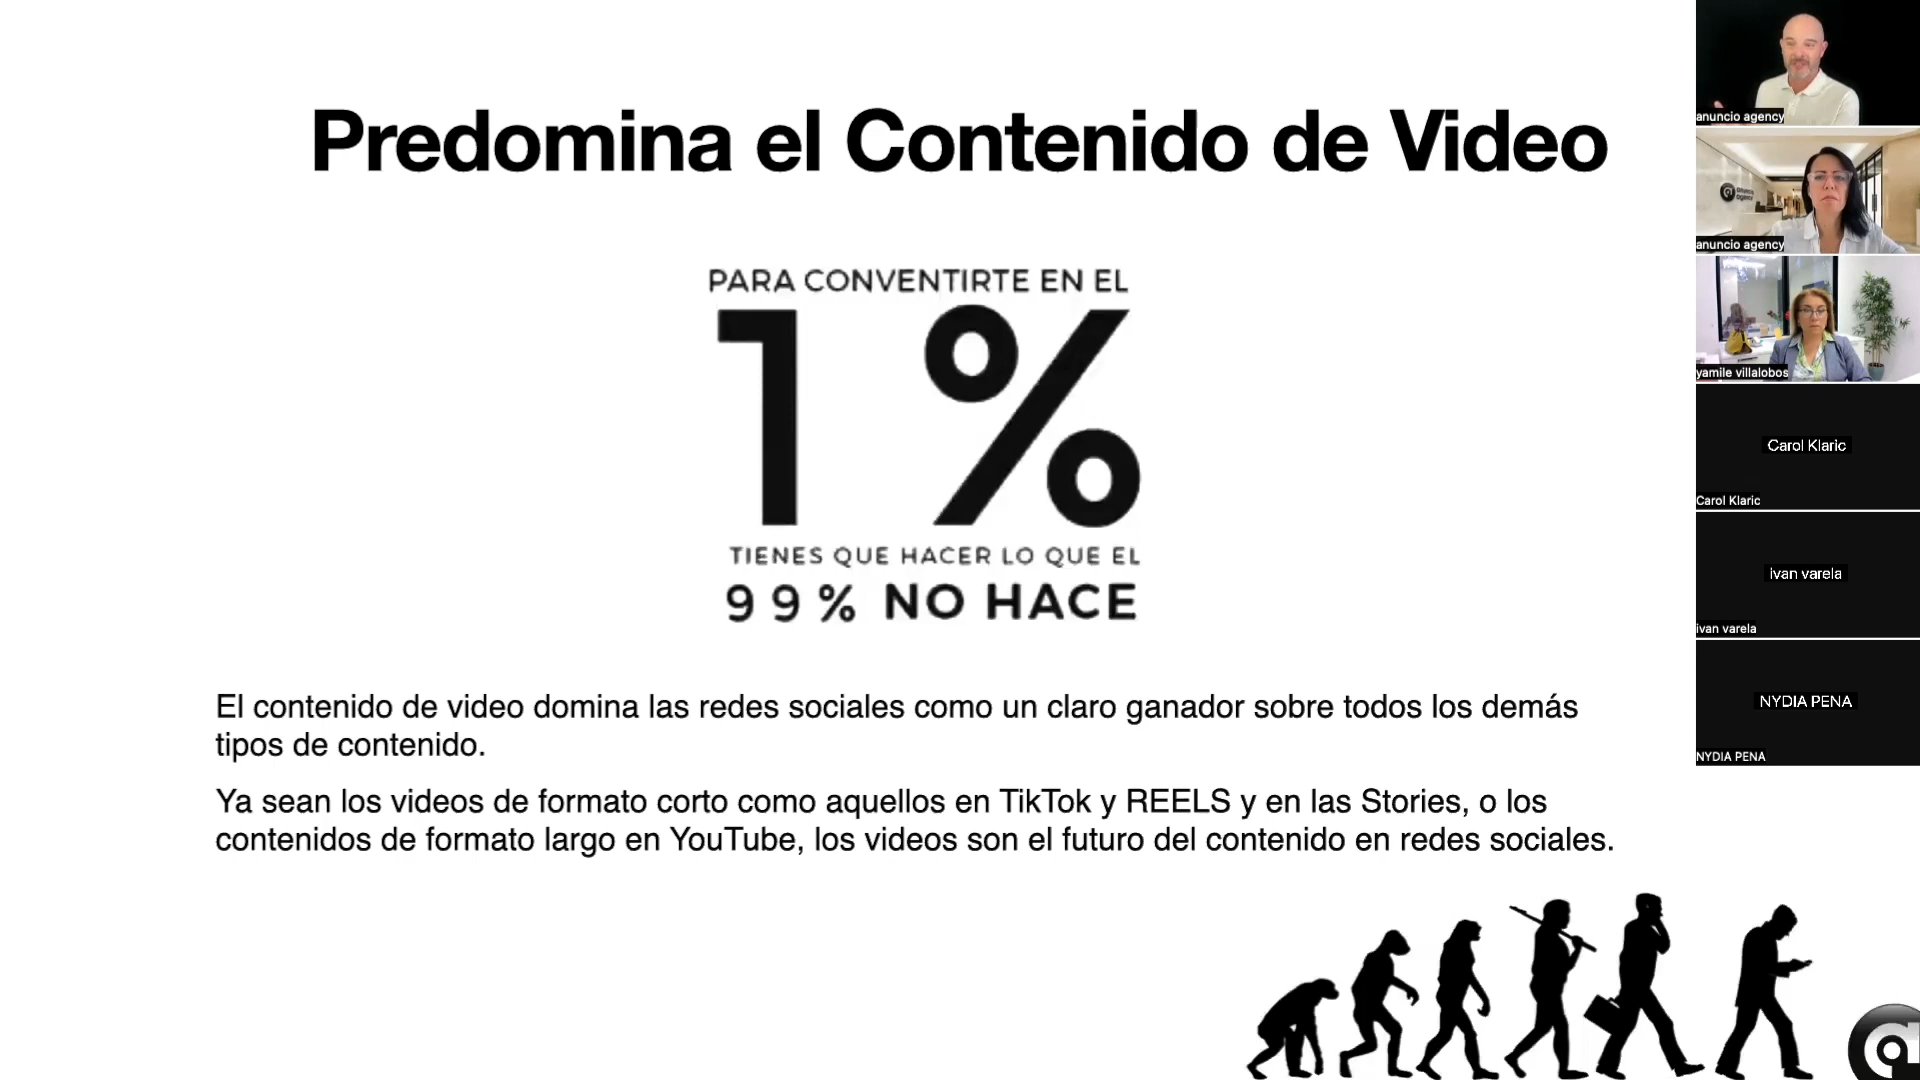 Predomina el Contenido de Video
PARA CONVENTIRTE EN EL
1 %
TIENES QUE HACER LO QUE EL
99% NO HACE
El contenido de video domina las redes sociales como un claro ganador sobre todos los demás
tipos de contenido.
Ya sean los videos de formato corto como aquellos en TikTok y REELS y en las Stories, o los
contenidos de formato largo en YouTube, los videos son el futuro del contenido en redes sociales.
anuncio agency
anuncio
agency
anuncio agency
yamile villalobos
Carol Klaric
Carol Klaric
ivan varela
ivan varela
NYDIA PENA
NYDIA PENA